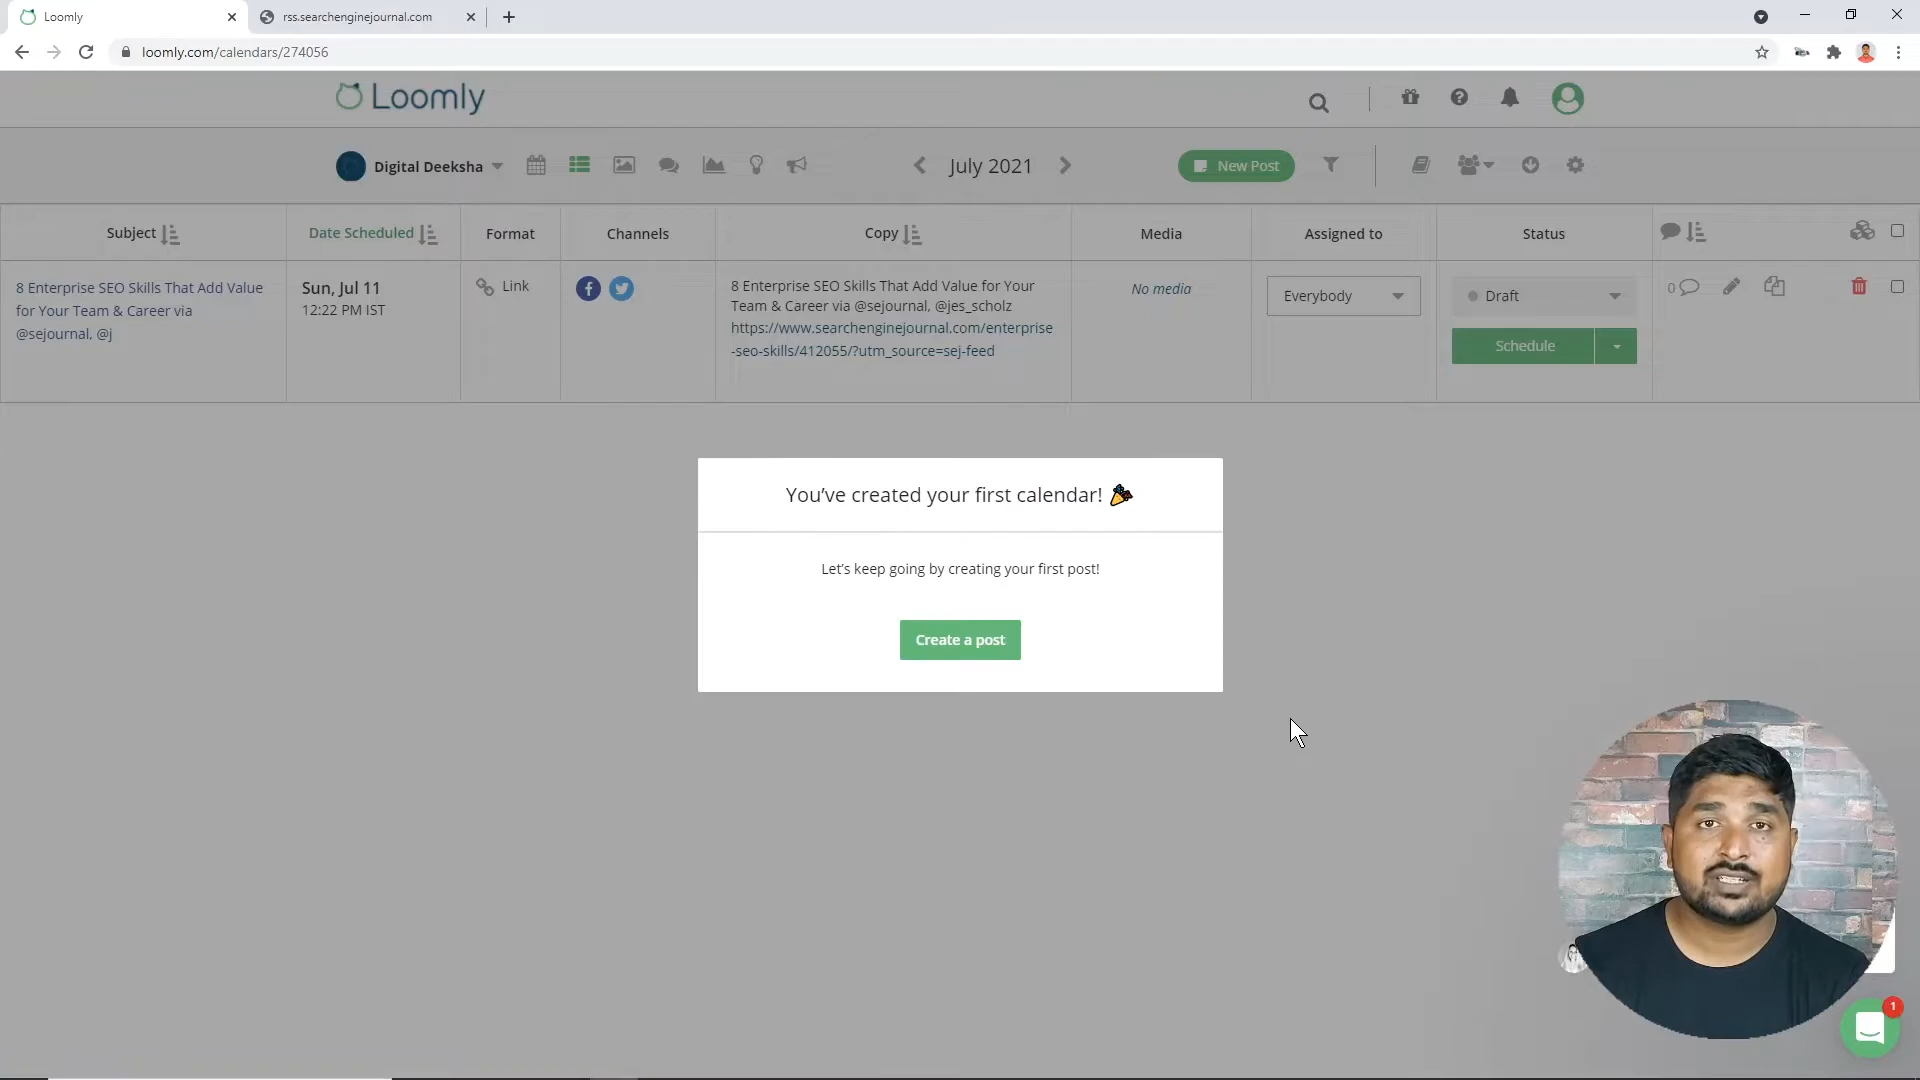 Loomly
rss.searchenginejournal.com
loomly.com/calendars/274056
Loomly
Digital Deeksha
July 2021
New Post
Subject
Date Scheduled
Format
Channels
Copy
Media
Assigned to
Status
8 Enterprise SEO Skills That Add Value
for Your Team & Career via
@sejournal, @j
Sun, Jul 11
12:22 PM IST
Link
8 Enterprise SEO Skills That Add Value for Your
Team & Career via @sejournal, @jes_scholz
https://www.searchenginejournal.com/enterprise
-seo-skills/412055/?utm_source=sej-feed
No media
Everybody
Draft
Schedule
0
You've created your first calendar!
Let's keep going by creating your first post!
Create a post
1